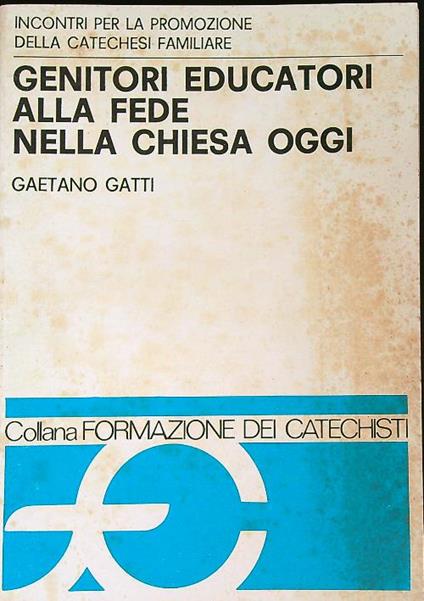 INCONTRI PER LA PROMOZIONE
DELLA CATECHESI FAMILIARE
GENITORI EDUCATORI
ALLA FEDE
NELLA CHIESA OGGI
GAETANO GATTI
Collana FORMAZIONE DEI CATECHISTI